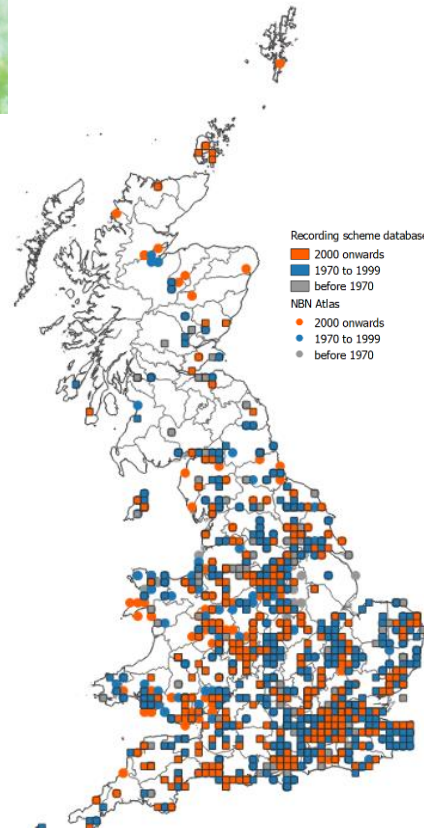 Recording scheme database
2000 onwards
1970 to 1999
before 1970
NBN Atlas
2000 onwards
1970 to 1999
before 1970